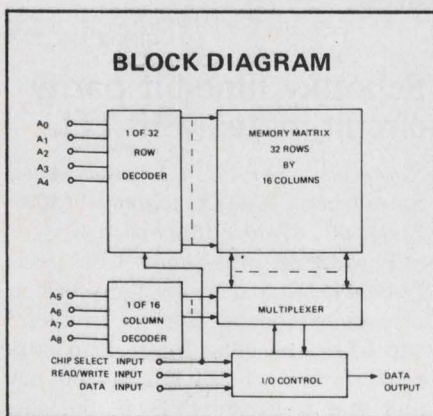 BLOCK DIAGRAM
A0
A1
A2
A3
A4
1 OF 32
ROW
DECODER
MEMORY MATRIX
32 ROWS
BY
16 COLUMNS
A5
A6
A7
A8
1 OF 16
COLUMN
DECODER
MULTIPLEXER
CHIP SELECT INPUT
READ/WRITE INPUT
DATA INPUT
I/O CONTROL
DATA
OUTPUT